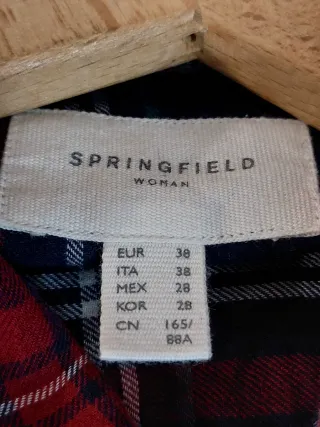 SPRINGFIELD
WOMAN
EUR 38
ITA 38
MEX 28
KOR 28
CN 165/
88A